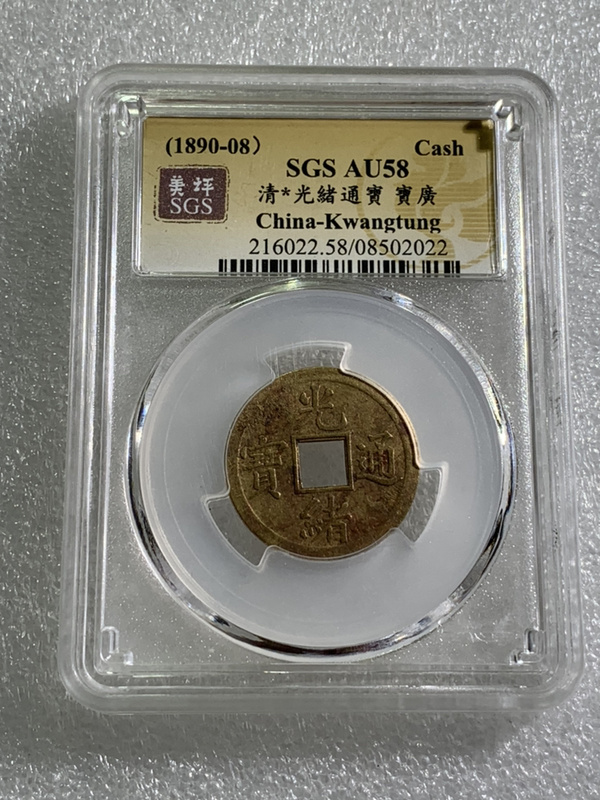 (1890-08)
Cash
SGS AU58
美评
SGS
清*光緒通寶 寶廣
China-Kwangtung
216022.58/08502022
光
寶 通
緒